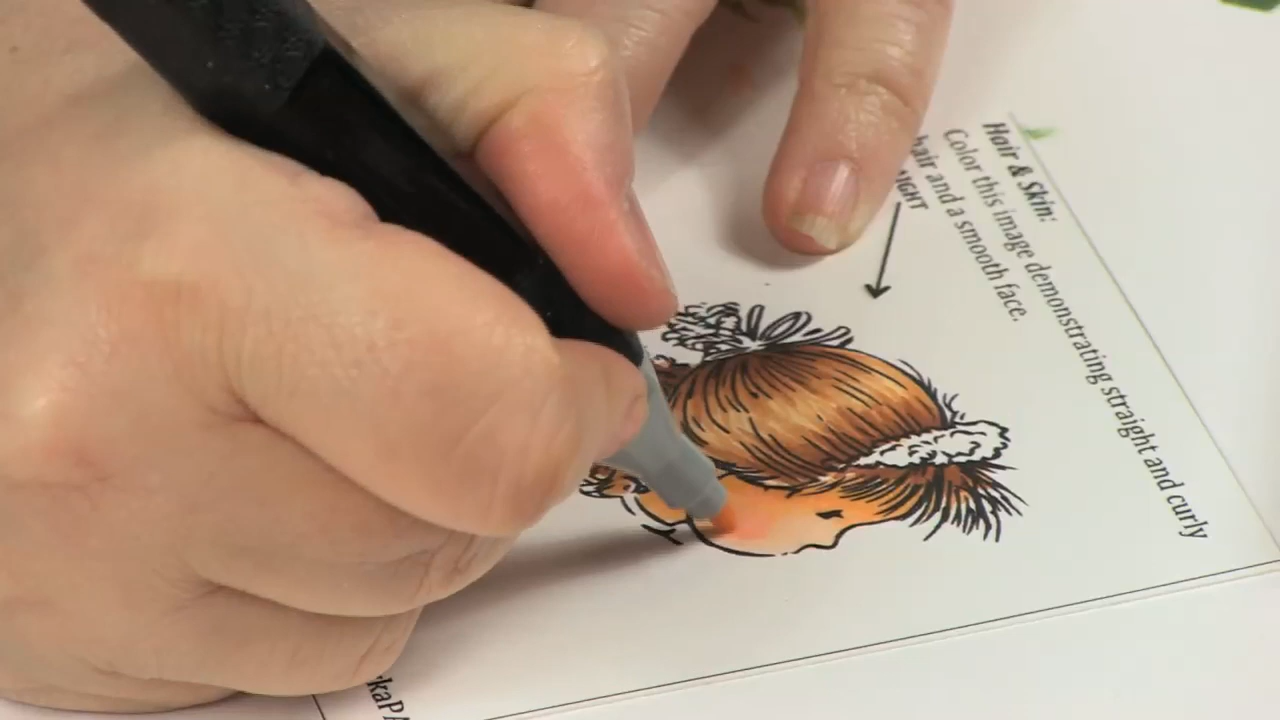 Hair & Skin:
Color this image demonstrating straight and curly
hair and a smooth face.